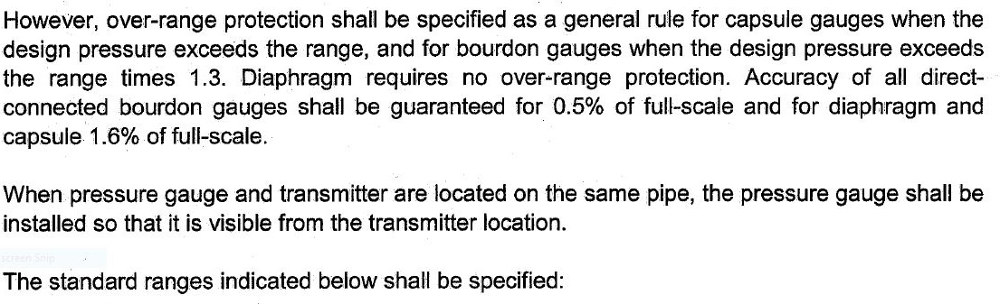 However, over-range protection shall be specified as a general rule for capsule gauges when the
design pressure exceeds the range, and for bourdon gauges when the design pressure exceeds
the range times 1.3. Diaphragm requires no over-range protection. Accuracy of all direct-
connected bourdon gauges shall be guaranteed for 0.5% of full-scale and for diaphragm and
capsule 1.6% of full-scale.
When pressure gauge and transmitter are located on the same pipe, the pressure gauge shall be
installed so that it is visible from the transmitter location.
screen Snip
The standard ranges indicated below shall be specified: